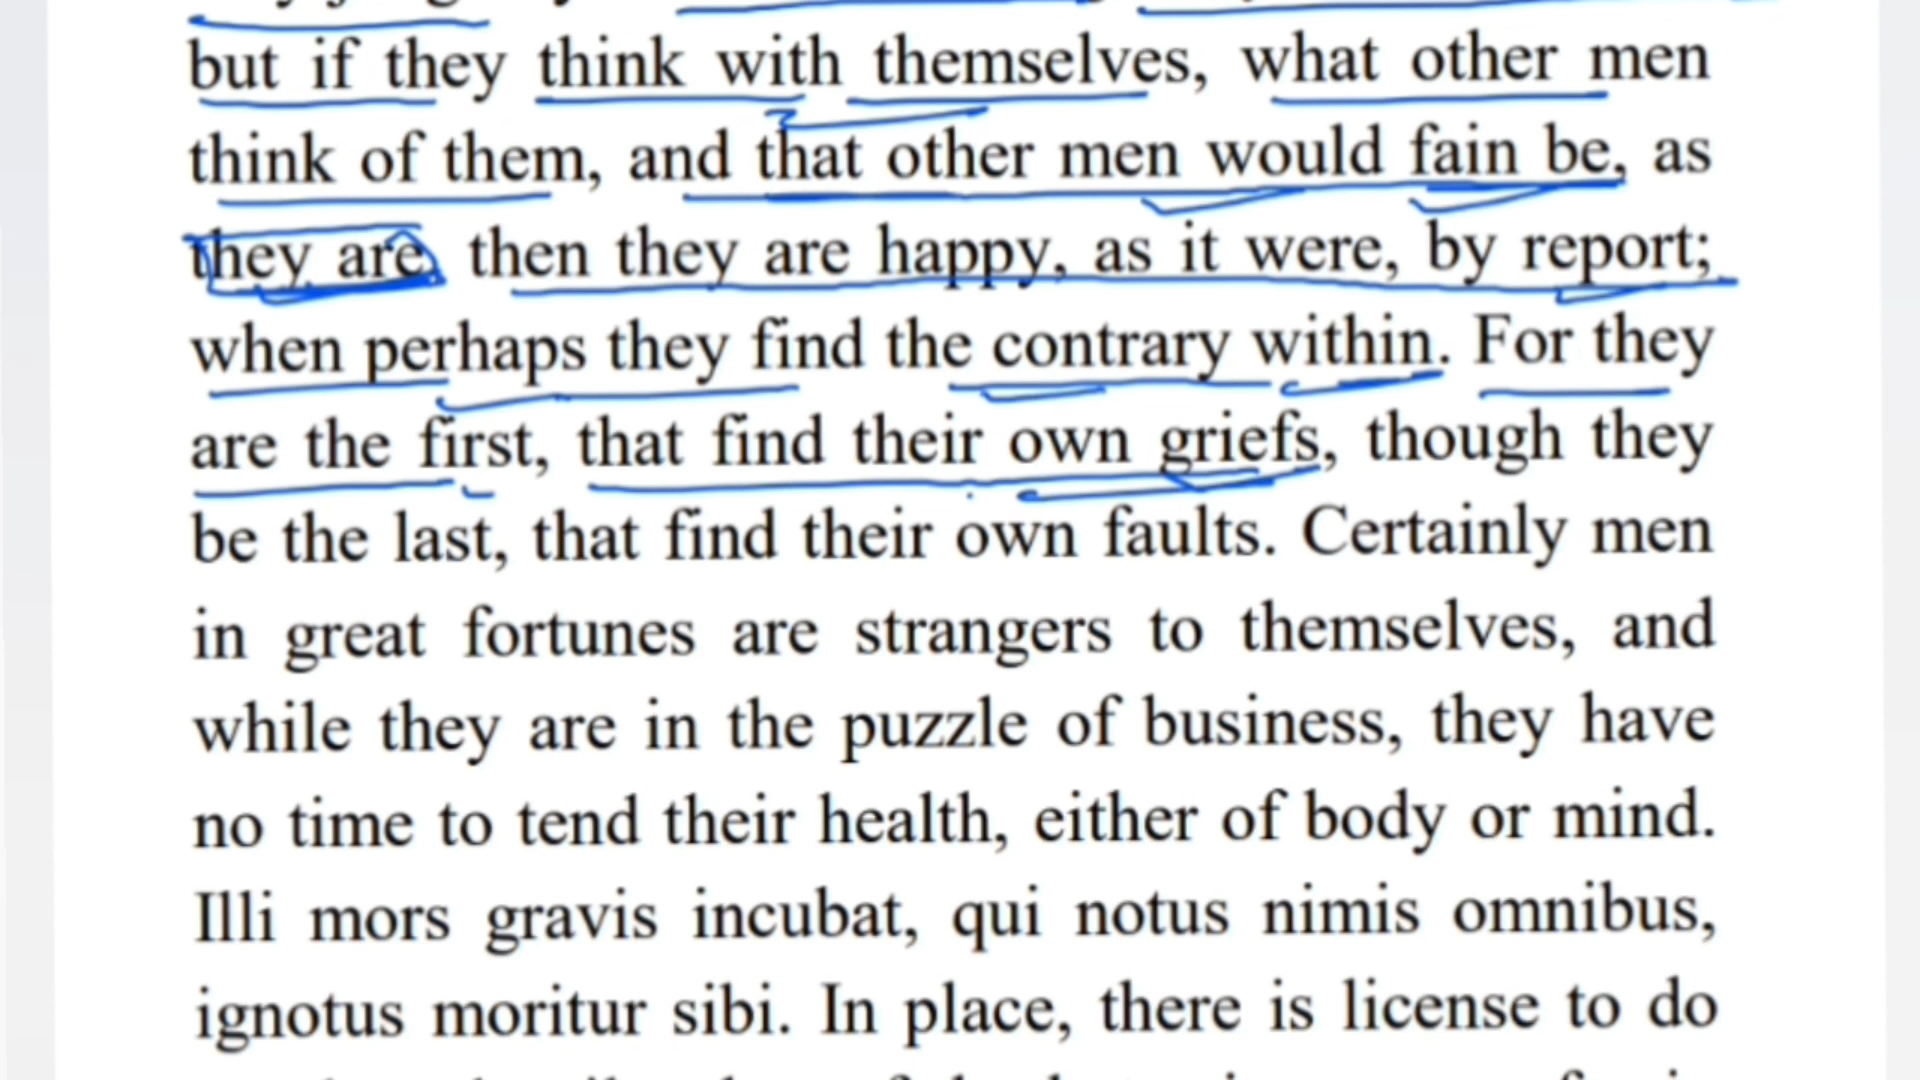 but if they think with themselves, what other men
think of them, and that other men would fain be, as
they are, then they are happy, as it were, by report;
when perhaps they find the contrary within. For they
are the first, that find their own griefs, though they
be the last, that find their own faults. Certainly men
in great fortunes are strangers to themselves, and
while they are in the puzzle of business, they have
no time to tend their health, either of body or mind.
Illi mors gravis incubat, qui notus nimis omnibus,
ignotus moritur sibi. In place, there is license to do